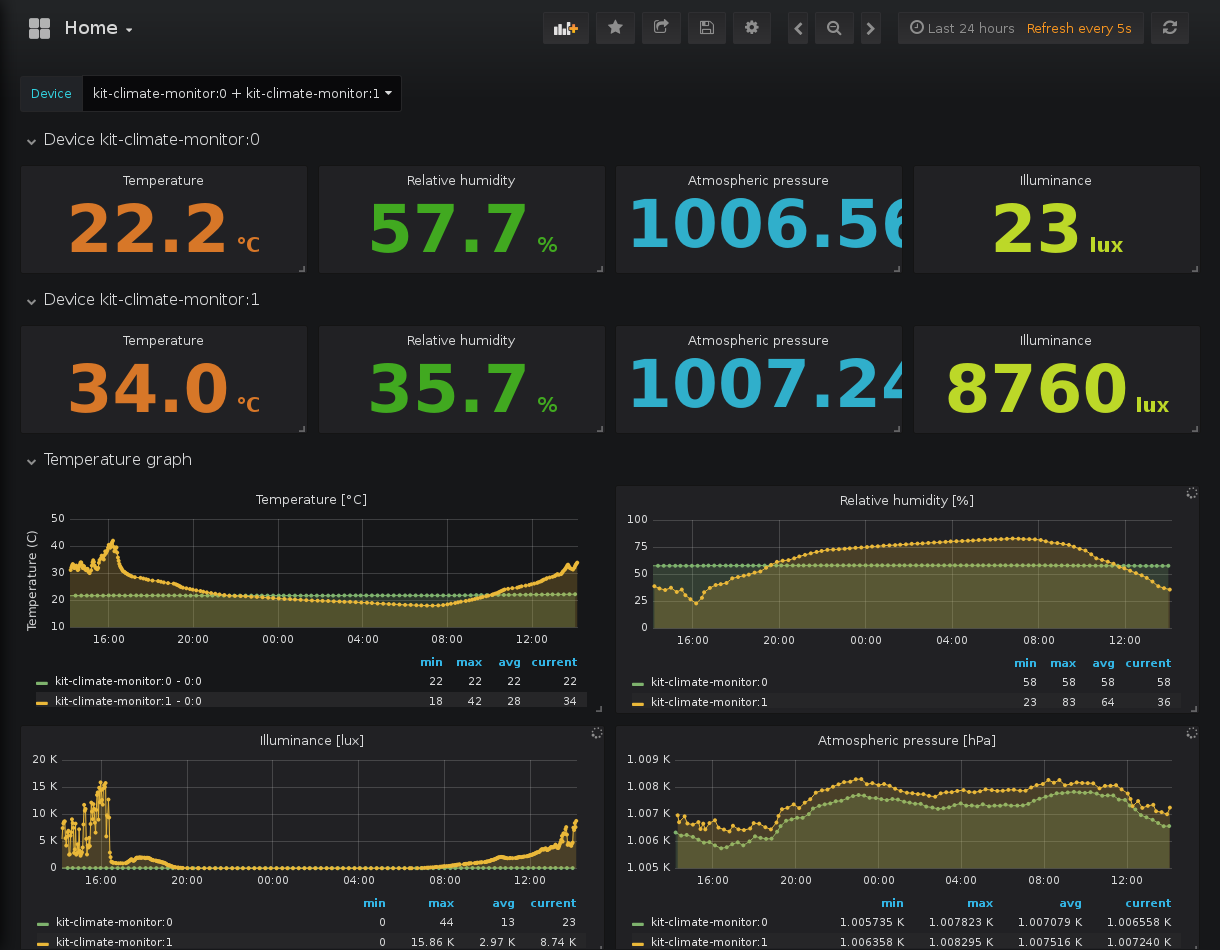 Home
Last 24 hours Refresh every 5s
Device kit-climate-monitor:0 + kit-climate-monitor:1
Device kit-climate-monitor:0
Temperature Relative humidity Atmospheric pressure Illuminance
22.2 °C 57.7 % 1006.56 23 lux
Device kit-climate-monitor:1
Temperature Relative humidity Atmospheric pressure Illuminance
34.0 °C 35.7 % 1007.24 8760 lux
Temperature graph
Temperature [°C]
Temperature (C)
50
40
30
20
10
16:00 20:00 00:00 04:00 08:00 12:00
min max avg current
kit-climate-monitor:0 - 0:0 22 22 22 22
kit-climate-monitor:1 - 0:0 18 42 28 34
Relative humidity [%]
100
75
50
25
0
16:00 20:00 00:00 04:00 08:00 12:00
min max avg current
kit-climate-monitor:0 58 58 58 58
kit-climate-monitor:1 23 83 64 36
Illuminance [lux]
20 K
15 K
10 K
5 K
0
16:00 20:00 00:00 04:00 08:00 12:00
min max avg current
kit-climate-monitor:0 0 44 13 23
kit-climate-monitor:1 0 15.86 K 2.97 K 8.74 K
Atmospheric pressure [hPa]
1.009 K
1.008 K
1.007 K
1.006 K
1.005 K
16:00 20:00 00:00 04:00 08:00 12:00
min max avg current
kit-climate-monitor:0 1.005735 K 1.007823 K 1.007079 K 1.006558 K
kit-climate-monitor:1 1.006358 K 1.008295 K 1.007516 K 1.007240 K